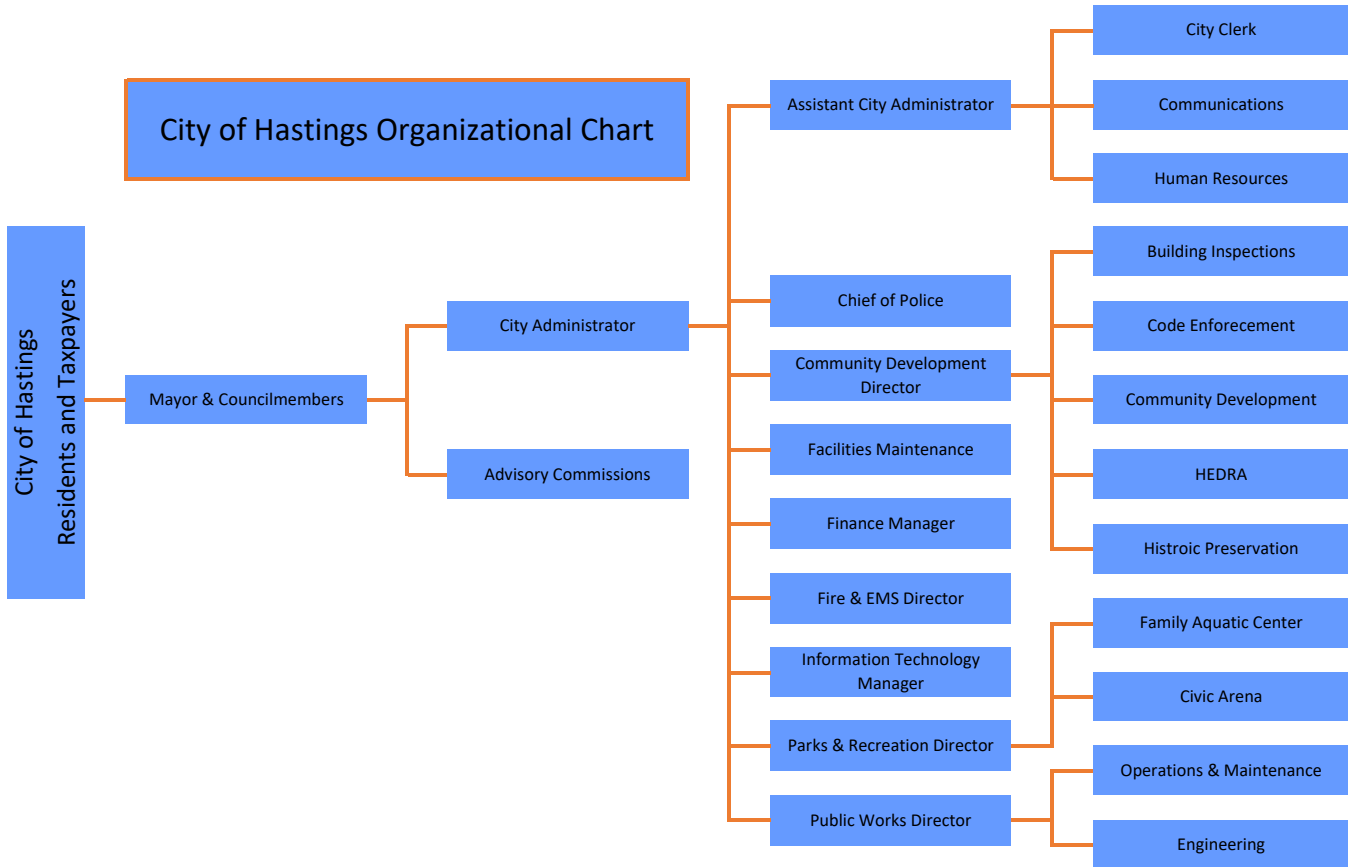 City of Hastings Organizational Chart
City of Hastings
Residents and Taxpayers
Mayor & Councilmembers
City Administrator
Advisory Commissions
Assistant City Administrator
City Clerk
Communications
Human Resources
Chief of Police
Community Development
Director
Building Inspections
Code Enforecement
Community Development
HEDRA
Histroic Preservation
Facilities Maintenance
Finance Manager
Fire & EMS Director
Information Technology
Manager
Parks & Recreation Director
Family Aquatic Center
Civic Arena
Public Works Director
Operations & Maintenance
Engineering